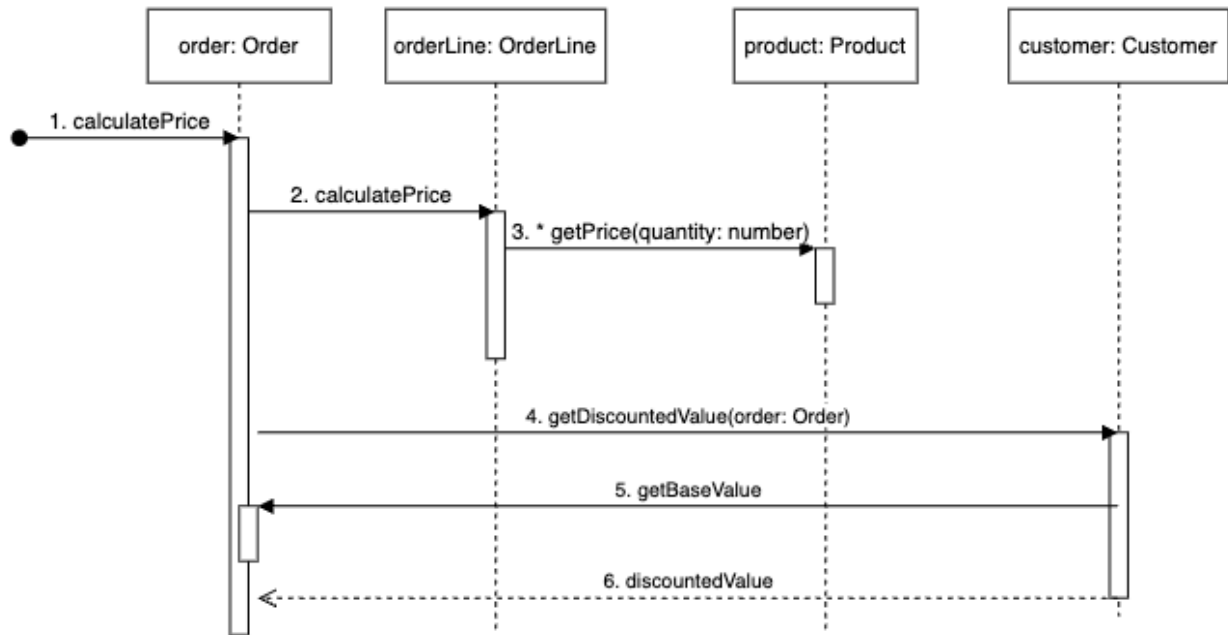 order: Order
orderLine: OrderLine
product: Product
customer: Customer
1. calculatePrice
2. calculatePrice
3. * getPrice(quantity: number)
4. getDiscountedValue(order: Order)
5. getBaseValue
6. discountedValue